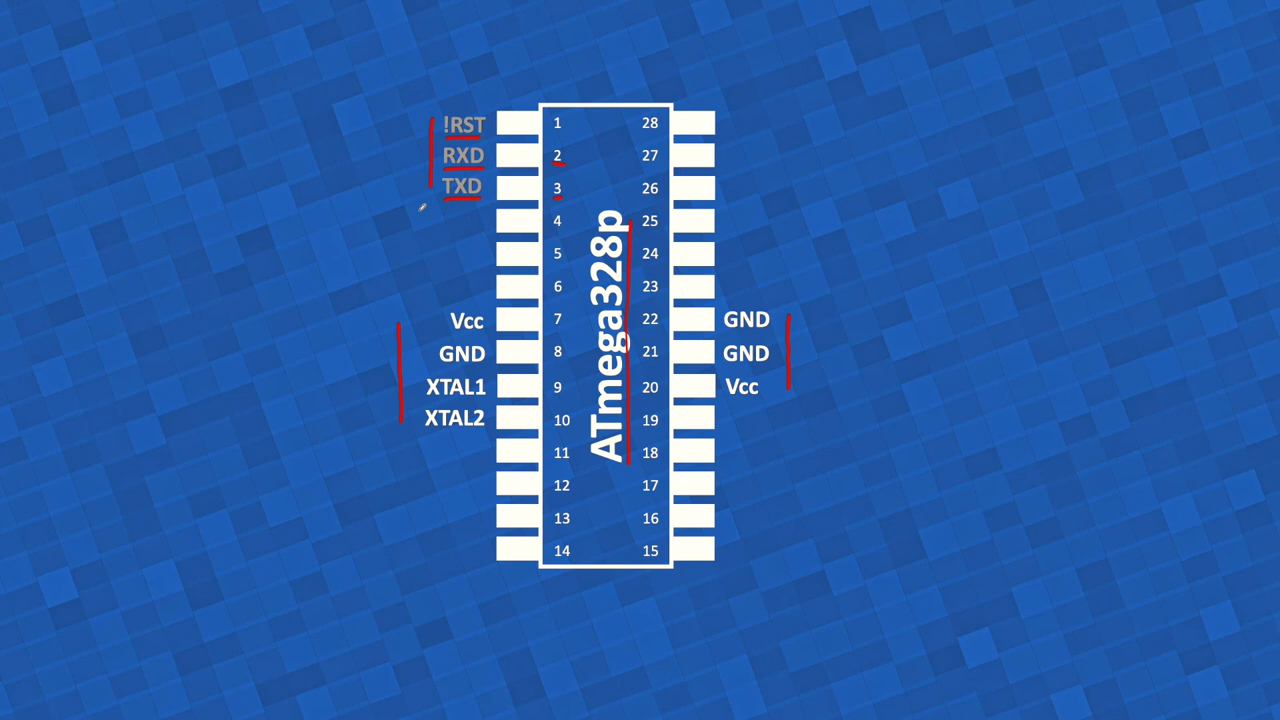 !RST 1 28
RXD 2 27
TXD 3 26
4 25
5 24
6 23
Vcc 7 22 GND
GND 8 21 GND
XTAL1 9 20 Vcc
XTAL2 10 19
11 18
12 17
13 16
14 15
ATmega328p